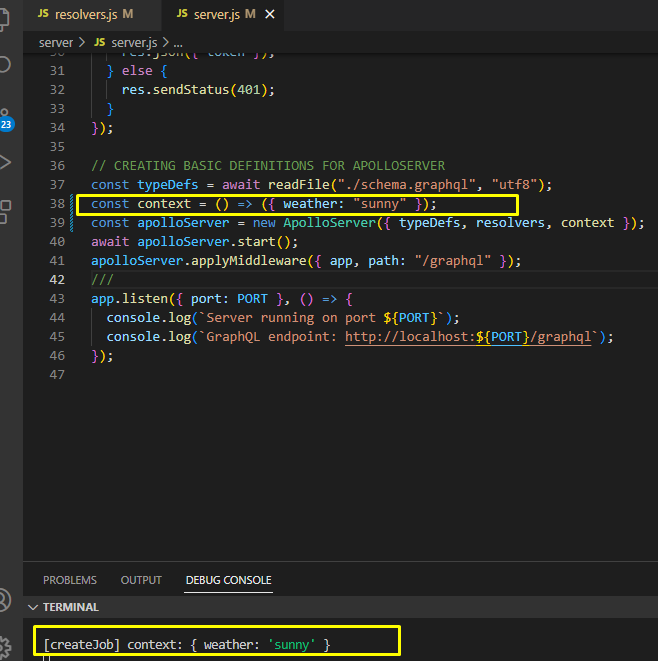 JS resolvers.js M
JS server.js M ×
server > JS server.js > ...
31 } else {
32 res.sendStatus(401);
33 }
34 });
35
36 // CREATING BASIC DEFINITIONS FOR APOLLOSERVER
37 const typeDefs = await readFile("./schema.graphql", "utf8");
38 const context = () => ({ weather: "sunny" });
39 const apolloServer = new ApolloServer({ typeDefs, resolvers, context });
40 await apolloServer.start();
41 apolloServer.applyMiddleware({ app, path: "/graphql" });
42 ///
43 app.listen({ port: PORT }, () => {
44 console.log(`Server running on port ${PORT}`);
45 console.log(`GraphQL endpoint: http://localhost:${PORT}/graphql`);
46 });
47
23
PROBLEMS OUTPUT DEBUG CONSOLE
TERMINAL
[createJob] context: { weather: 'sunny' }